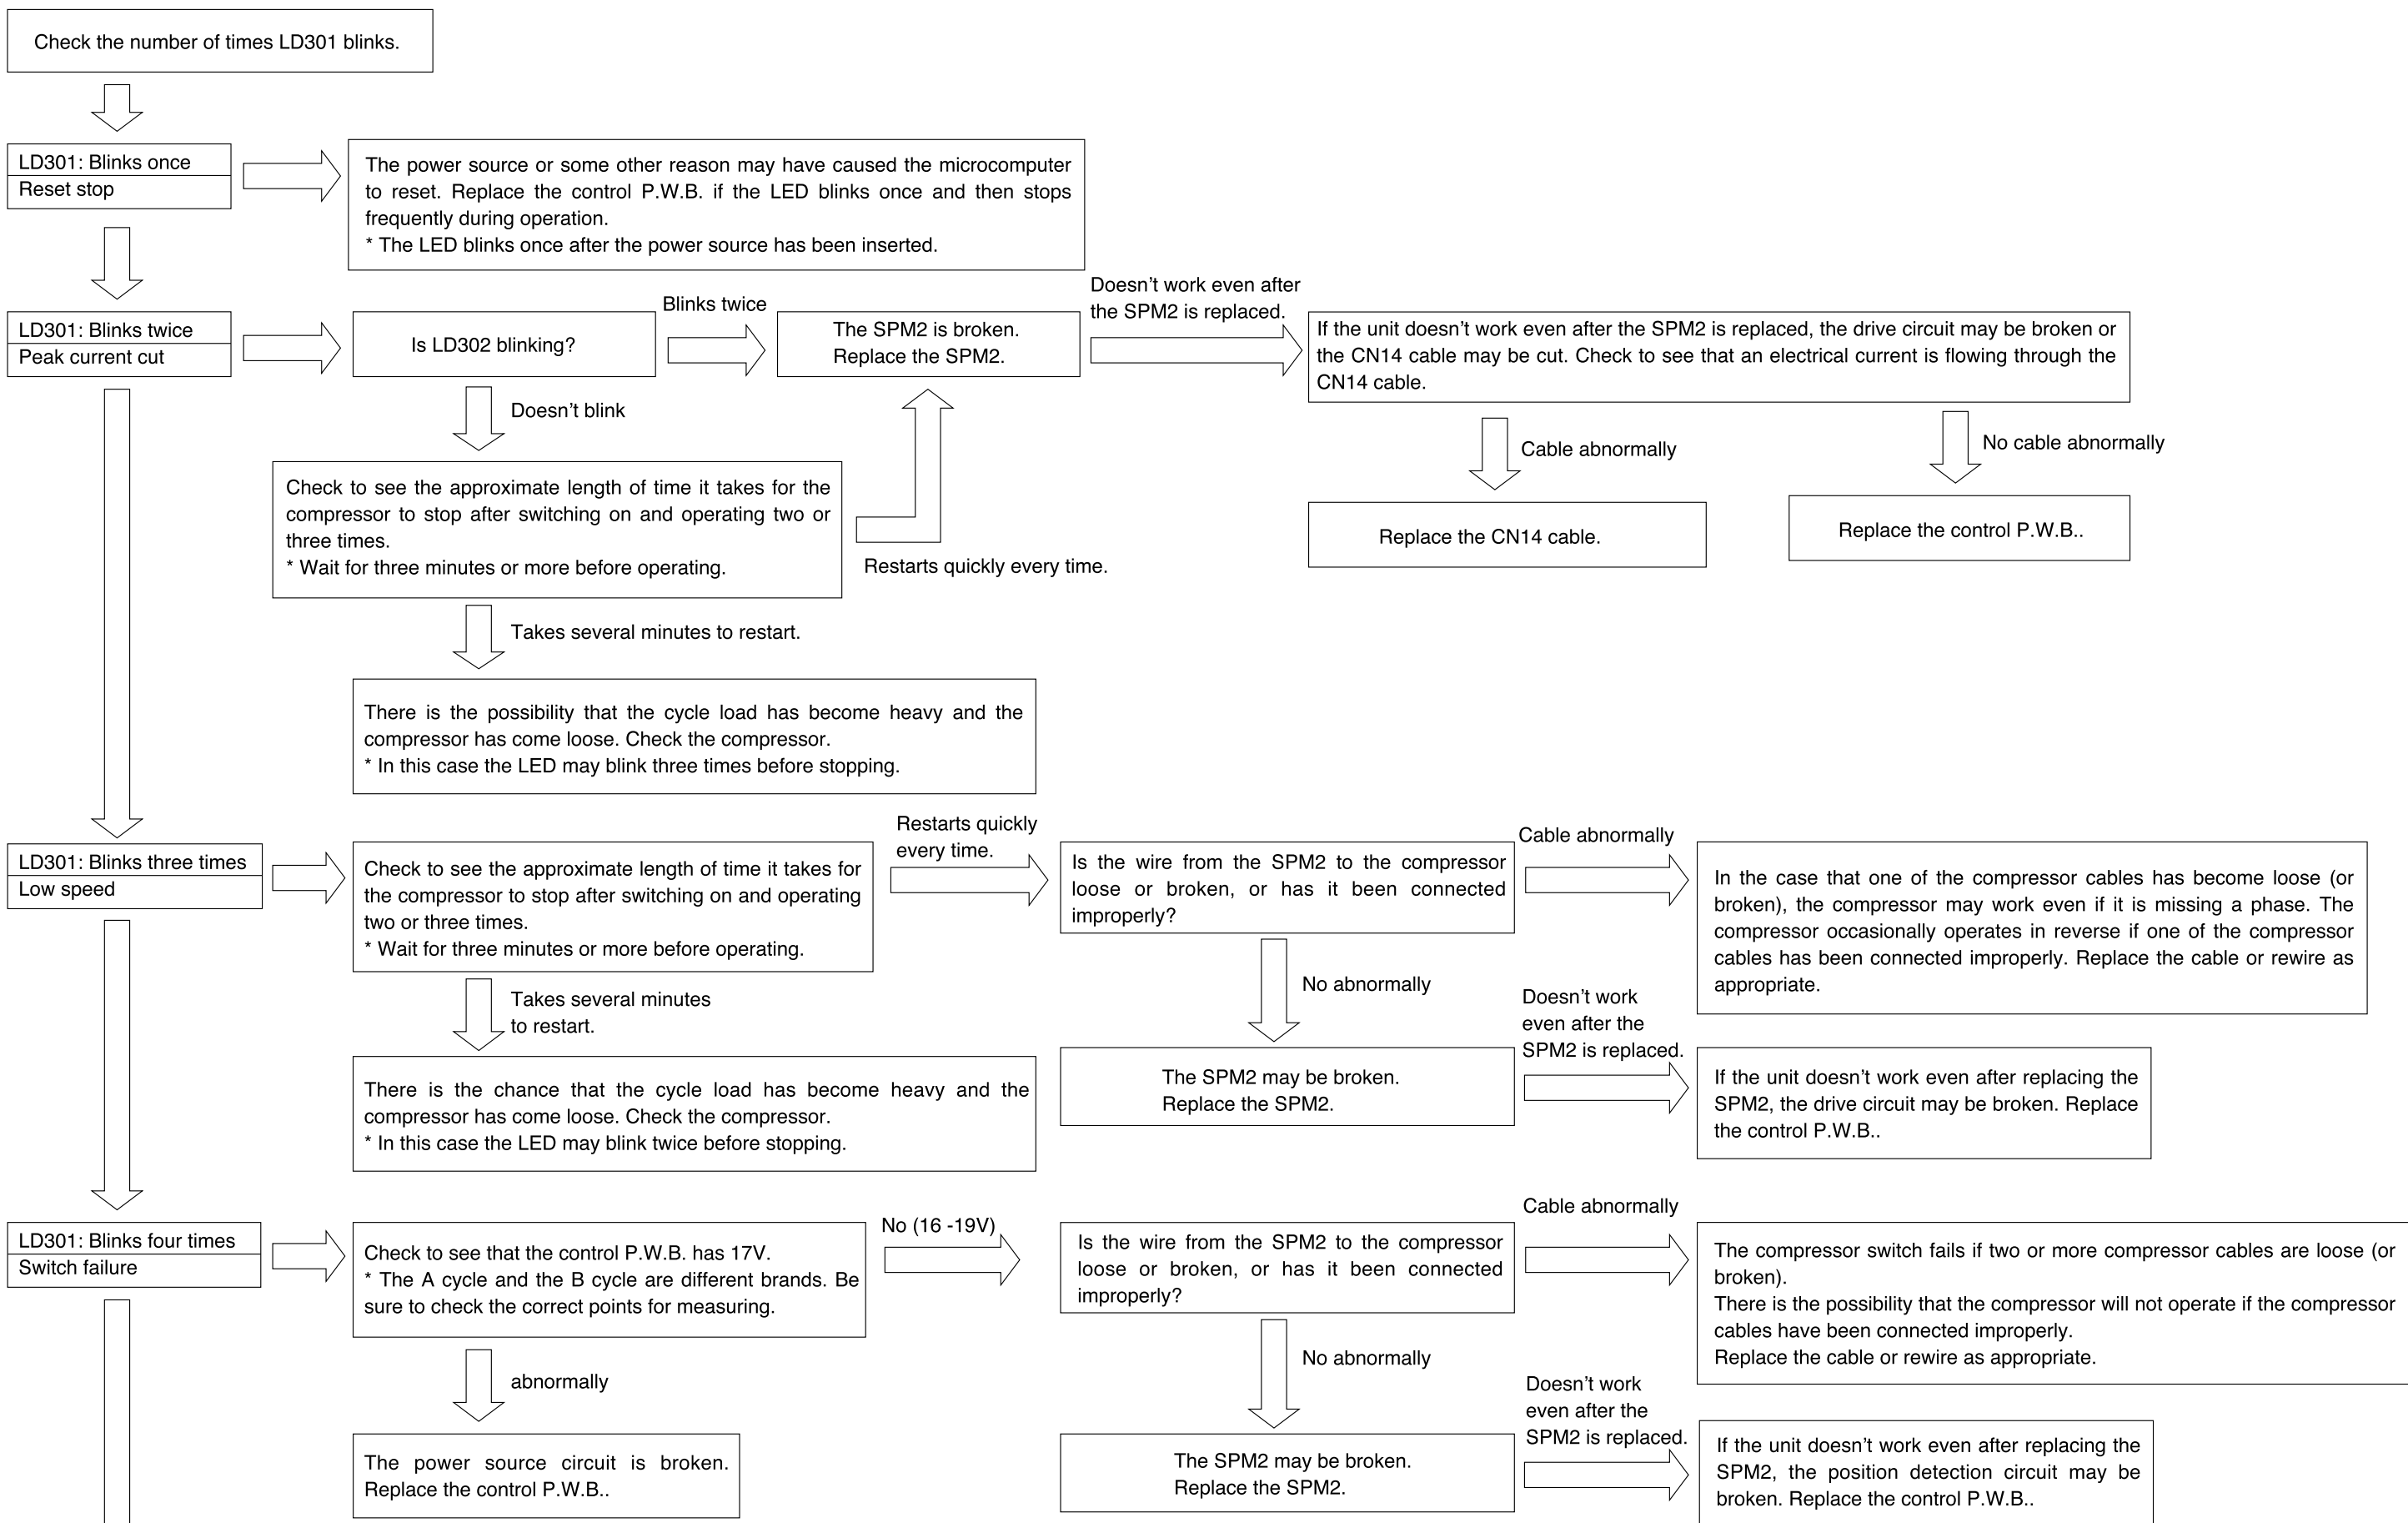 Check the number of times LD301 blinks.
LD301: Blinks once
Reset stop
The power source or some other reason may have caused the microcomputer
to reset. Replace the control P.W.B. if the LED blinks once and then stops
frequently during operation.
* The LED blinks once after the power source has been inserted.
LD301: Blinks twice
Peak current cut
Is LD302 blinking?
Blinks twice
The SPM2 is broken.
Replace the SPM2.
Doesn't work even after
the SPM2 is replaced.
If the unit doesn't work even after the SPM2 is replaced, the drive circuit may be broken or
the CN14 cable may be cut. Check to see that an electrical current is flowing through the
CN14 cable.
Doesn't blink
Cable abnormally
No cable abnormally
Check to see the approximate length of time it takes for the
compressor to stop after switching on and operating two or
three times.
* Wait for three minutes or more before operating.
Restarts quickly every time.
Replace the CN14 cable.
Replace the control P.W.B..
Takes several minutes to restart.
There is the possibility that the cycle load has become heavy and the
compressor has come loose. Check the compressor.
* In this case the LED may blink three times before stopping.
LD301: Blinks three times
Low speed
Check to see the approximate length of time it takes for
the compressor to stop after switching on and operating
two or three times.
* Wait for three minutes or more before operating.
Restarts quickly
every time.
Is the wire from the SPM2 to the compressor
loose or broken, or has it been connected
improperly?
Cable abnormally
In the case that one of the compressor cables has become loose (or
broken), the compressor may work even if it is missing a phase. The
compressor occasionally operates in reverse if one of the compressor
cables has been connected improperly. Replace the cable or rewire as
appropriate.
Takes several minutes
to restart.
No abnormally
There is the chance that the cycle load has become heavy and the
compressor has come loose. Check the compressor.
* In this case the LED may blink twice before stopping.
The SPM2 may be broken.
Replace the SPM2.
Doesn't work
even after the
SPM2 is replaced.
If the unit doesn't work even after replacing the
SPM2, the drive circuit may be broken. Replace
the control P.W.B..
LD301: Blinks four times
Switch failure
Check to see that the control P.W.B. has 17V.
* The A cycle and the B cycle are different brands. Be
sure to check the correct points for measuring.
No (16 -19V)
Is the wire from the SPM2 to the compressor
loose or broken, or has it been connected
improperly?
Cable abnormally
The compressor switch fails if two or more compressor cables are loose (or
broken).
There is the possibility that the compressor will not operate if the compressor
cables have been connected improperly.
Replace the cable or rewire as appropriate.
abnormally
No abnormally
The power source circuit is broken.
Replace the control P.W.B..
The SPM2 may be broken.
Replace the SPM2.
Doesn't work
even after the
SPM2 is replaced.
If the unit doesn't work even after replacing the
SPM2, the position detection circuit may be
broken. Replace the control P.W.B..